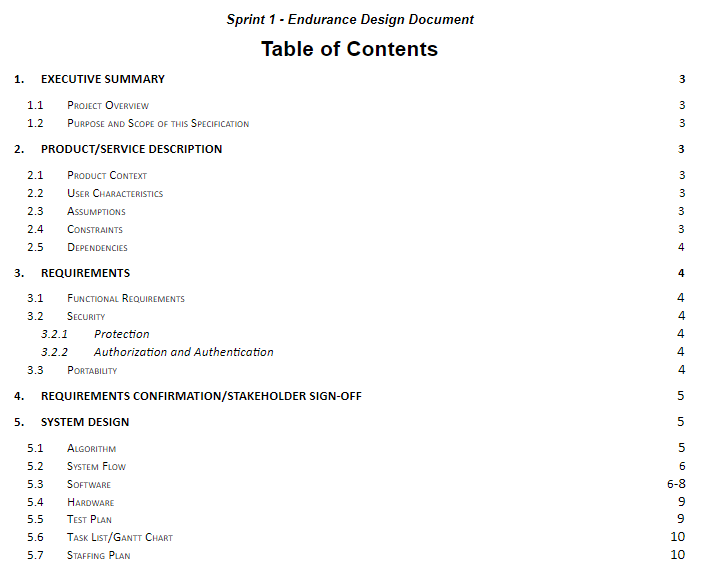 Sprint 1 - Endurance Design Document
Table of Contents
1. EXECUTIVE SUMMARY 3
1.1 Project Overview 3
1.2 Purpose and Scope of this Specification 3
2. PRODUCT/SERVICE DESCRIPTION 3
2.1 Product Context 3
2.2 User Characteristics 3
2.3 Assumptions 3
2.4 Constraints 3
2.5 Dependencies 4
3. REQUIREMENTS 4
3.1 Functional Requirements 4
3.2 Security 4
3.2.1 Protection 4
3.2.2 Authorization and Authentication 4
3.3 Portability 4
4. REQUIREMENTS CONFIRMATION/STAKEHOLDER SIGN-OFF 5
5. SYSTEM DESIGN 5
5.1 Algorithm 5
5.2 System Flow 6
5.3 Software 6-8
5.4 Hardware 9
5.5 Test Plan 9
5.6 Task List/Gantt Chart 10
5.7 Staffing Plan 10